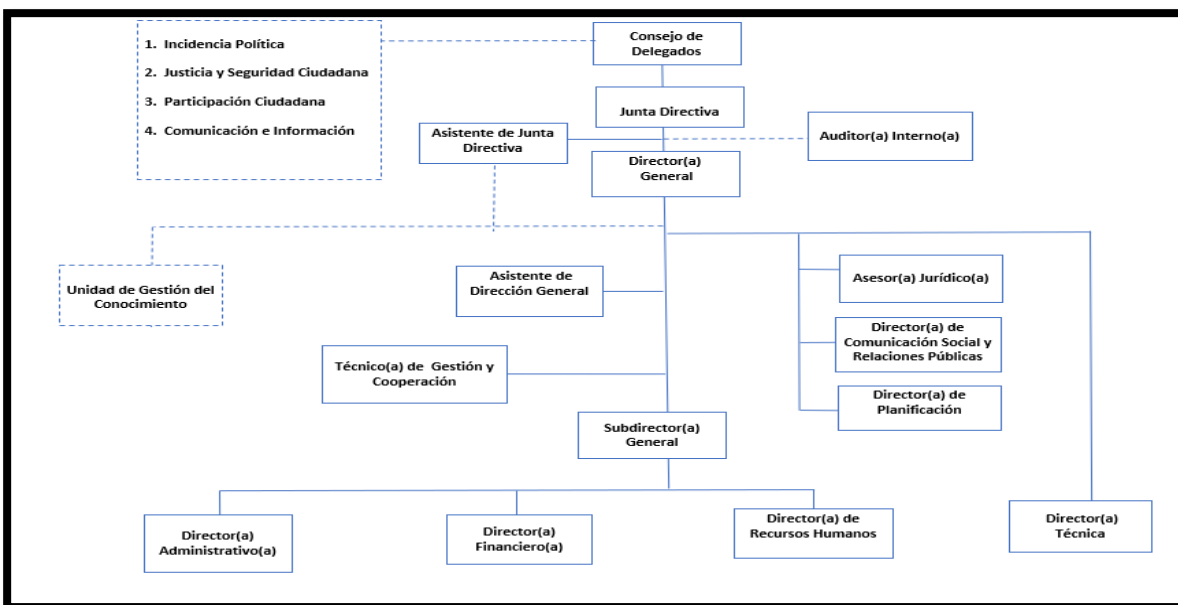 1. Incidencia Política
2. Justicia y Seguridad Ciudadana
3. Participación Ciudadana
4. Comunicación e Información
Consejo de
Delegados
Junta Directiva
Asistente de Junta
Directiva
Auditor(a) Interno(a)
Director(a)
General
Unidad de Gestión del
Conocimiento
Asistente de
Dirección General
Asesor(a) Jurídico(a)
Director(a) de
Comunicación Social y
Relaciones Públicas
Técnico(a) de Gestión y
Cooperación
Director(a) de
Planificación
Subdirector(a)
General
Director(a)
Administrativo(a)
Director(a)
Financiero(a)
Director(a) de
Recursos Humanos
Director(a)
Técnica